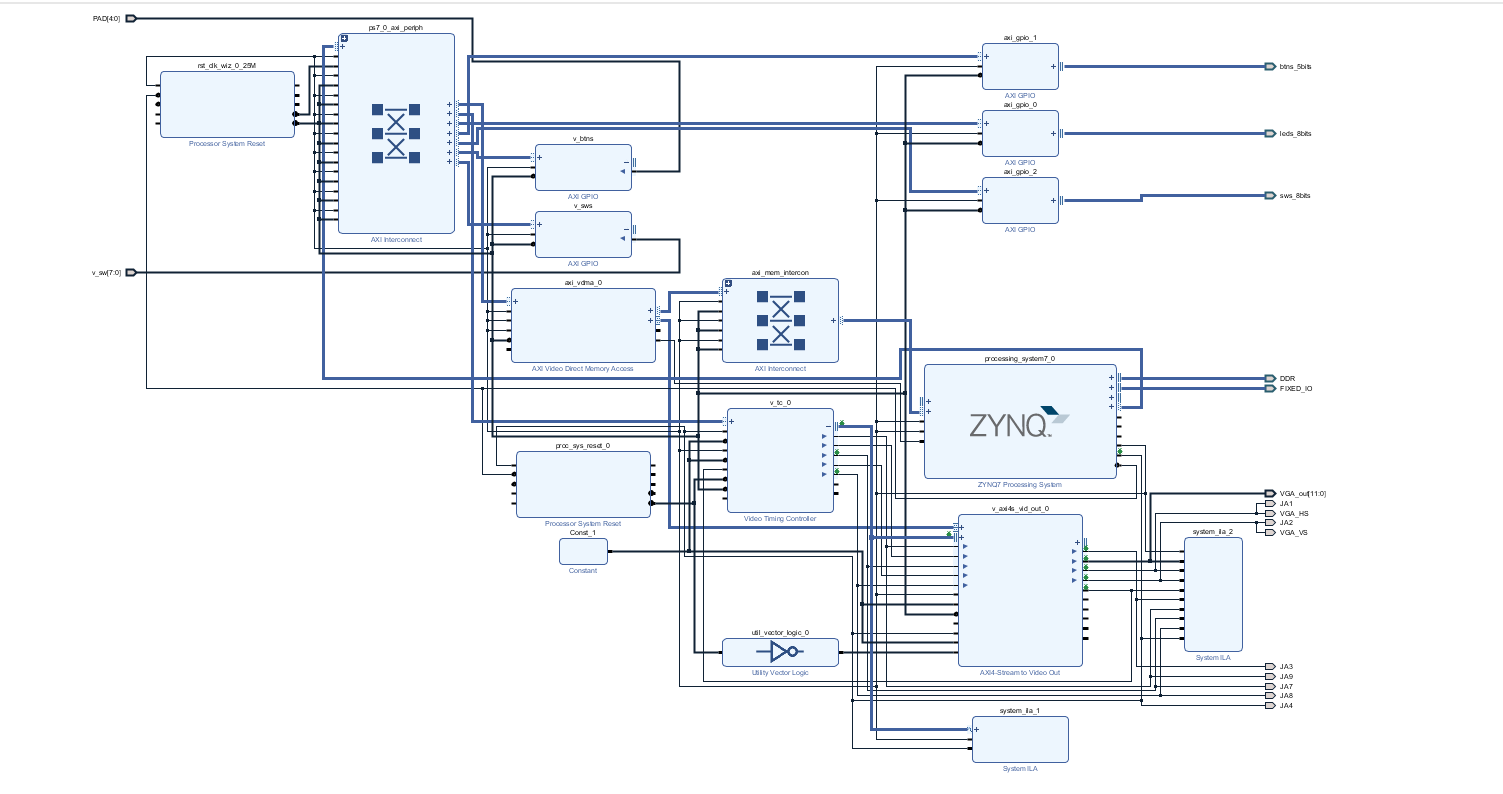 PAD[4:0]
ps7_0_axi_periph
rst_clk_wiz_0_25M
Processor System Reset
AXI Interconnect
axi_gpio_1
AXI GPIO
btns_5bits
axi_gpio_0
AXI GPIO
leds_8bits
axi_gpio_2
AXI GPIO
sws_8bits
v_btns
AXI GPIO
v_sws
AXI GPIO
v_sw[7:0]
axi_vdma_0
AXI Video Direct Memory Access
axi_mem_intercon
AXI Interconnect
processing_system7_0
ZYNQ
ZYNQ7 Processing System
DDR
FIXED_IO
v_tc_0
Video Timing Controller
proc_sys_reset_0
Processor System Reset
Const_1
Constant
v_axi4s_vid_out_0
AXI4-Stream to Video Out
VGA_out[11:0]
JA1
VGA_HS
JA2
VGA_VS
system_ila_2
System ILA
util_vector_logic_0
Utility Vector Logic
JA3
JA9
JA7
JA8
JA4
system_ila_1
System ILA